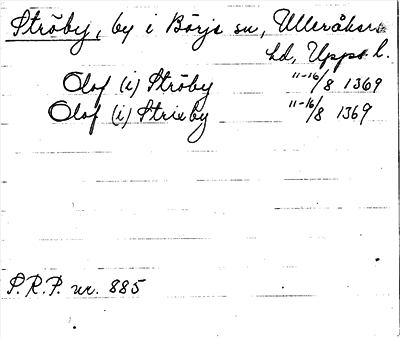 Ströby, by i Börje sn, Ulleråkers
hd, Upps. l.
Olof (i) Ströby 11-16/8 1369
Olof (i) Strieby 11-16/8 1369
P.R.P. nr. 885